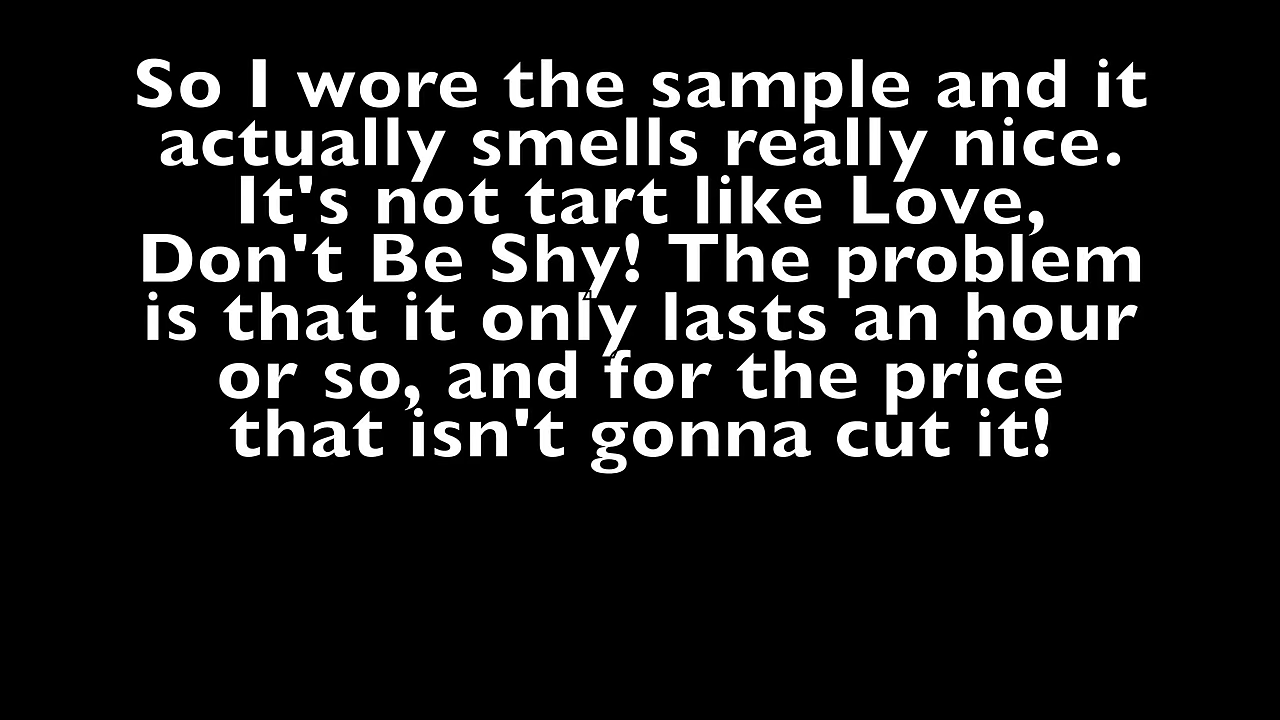 So I wore the sample and it
actually smells really nice.
It's not tart like Love,
Don't Be Shy! The problem
is that it only lasts an hour
or so, and for the price
that isn't gonna cut it!